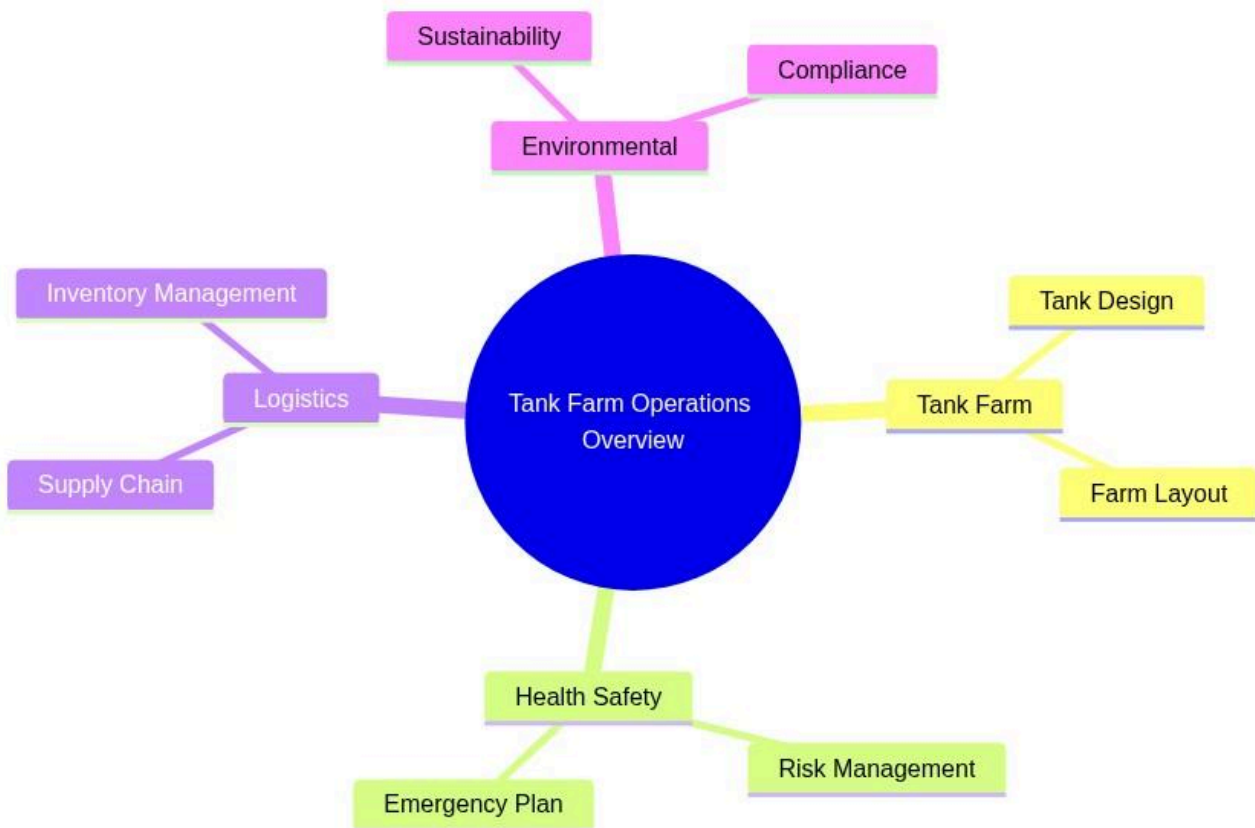 Sustainability
Compliance
Environmental
Inventory Management
Tank Design
Logistics
Tank Farm Operations
Overview
Tank Farm
Supply Chain
Farm Layout
Health Safety
Risk Management
Emergency Plan